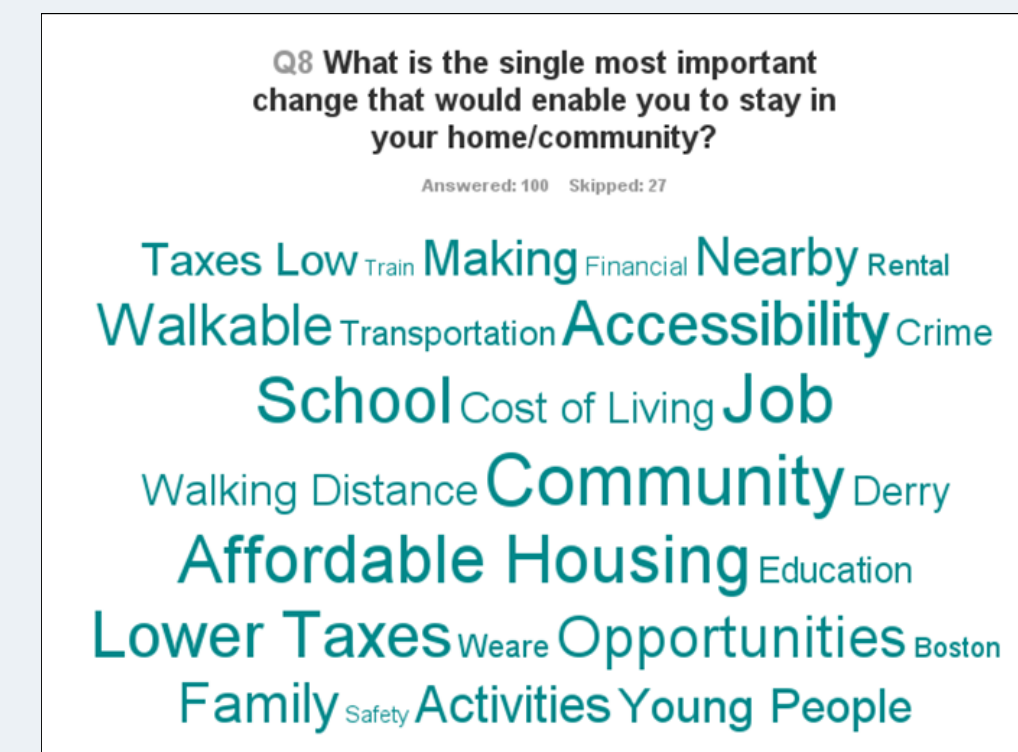 Q8 What is the single most important
change that would enable you to stay in
your home/community?
Answered: 100 Skipped: 27
Taxes Low Train Making Financial Nearby Rental
Walkable Transportation Accessibility Crime
School Cost of Living Job
Walking Distance Community Derry
Affordable Housing Education
Lower Taxes Weare Opportunities Boston
Family Safety Activities Young People